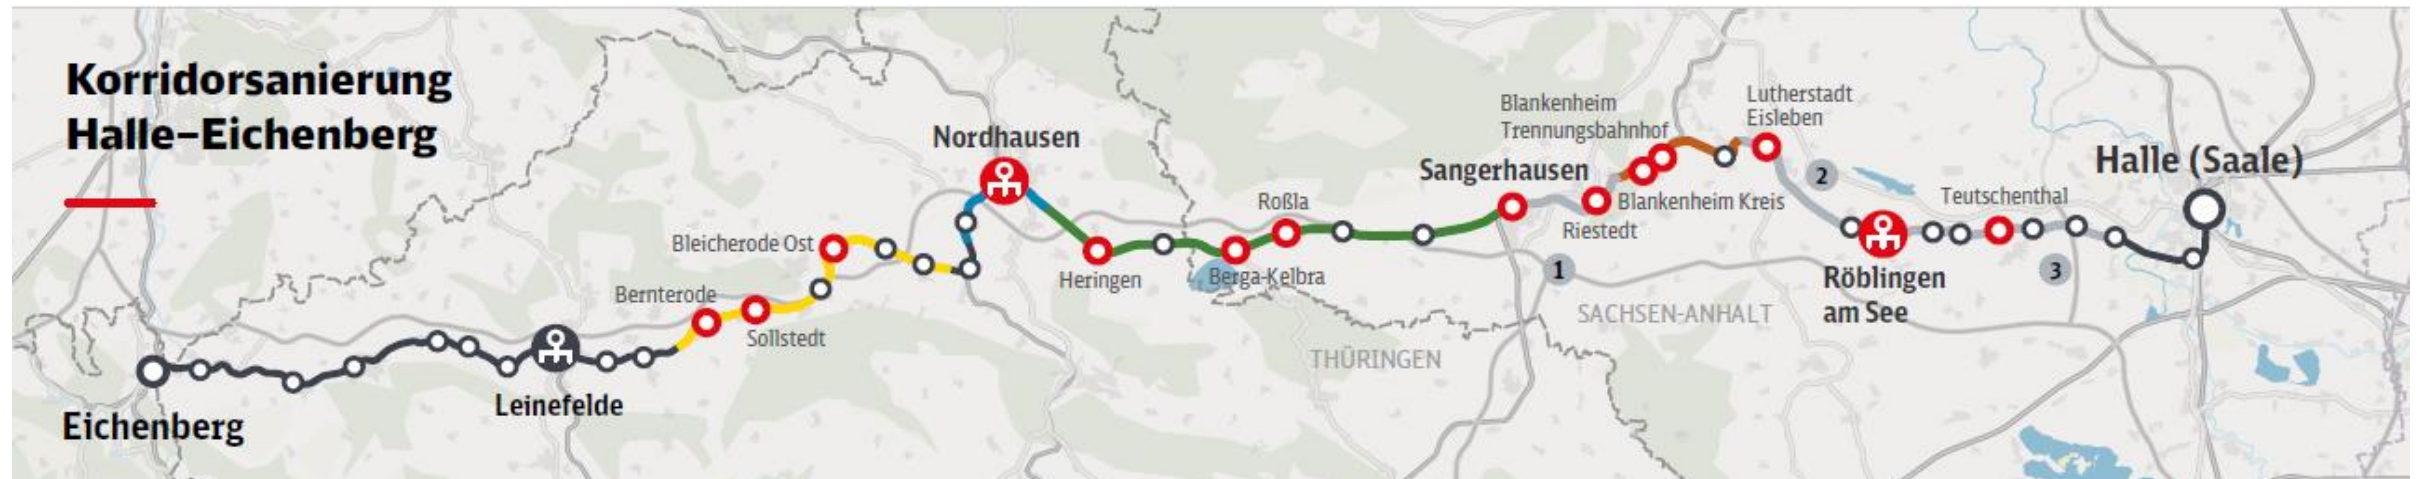 Korridorsanierung
Halle–Eichenberg
Eichenberg
Leinefelde
Bernterode
Sollstedt
Bleicherode Ost
Nordhausen
Heringen
Berga-Kelbra
Roßla
Sangerhausen
Riestedt
Blankenheim
Trennungsbahnhof
Blankenheim Kreis
Lutherstadt
Eisleben
Röblingen
am See
Teutschenthal
Halle (Saale)
1
2
3
THÜRINGEN
SACHSEN-ANHALT